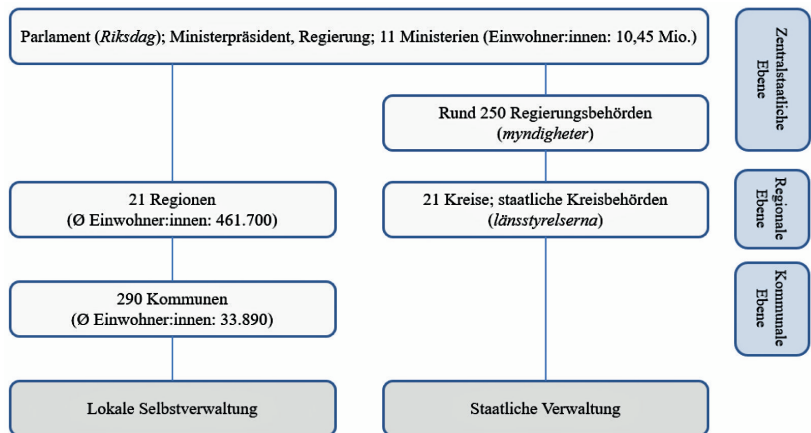 Parlament (Riksdag); Ministerpräsident, Regierung; 11 Ministerien (Einwohner:innen: 10,45 Mio.)
Zentralstaatliche
Ebene
Rund 250 Regierungsbehörden
(myndigheter)
21 Regionen
(Ø Einwohner:innen: 461.700)
21 Kreise; staatliche Kreisbehörden
(länsstyrelserna)
Regionale
Ebene
290 Kommunen
(Ø Einwohner:innen: 33.890)
Kommunale
Ebene
Lokale Selbstverwaltung
Staatliche Verwaltung